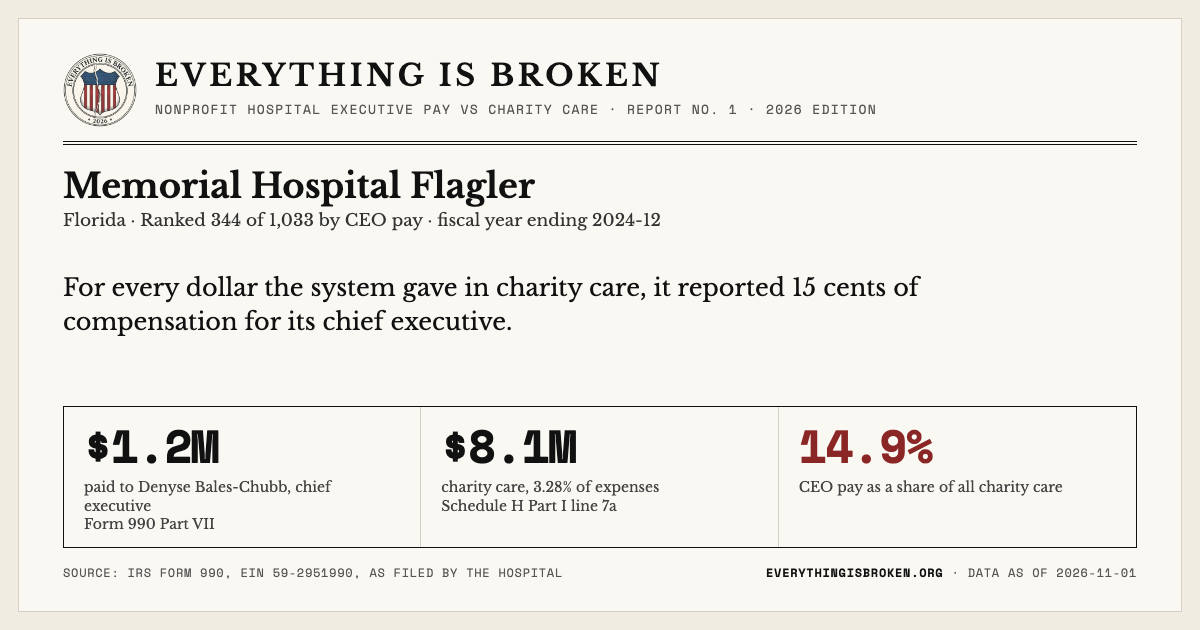 EVERYTHING IS BROKEN
· 2026 ·
EVERYTHING IS BROKEN
NONPROFIT HOSPITAL EXECUTIVE PAY VS CHARITY CARE · REPORT NO. 1 · 2026 EDITION
Memorial Hospital Flagler
Florida · Ranked 344 of 1,033 by CEO pay · fiscal year ending 2024-12
For every dollar the system gave in charity care, it reported 15 cents of
compensation for its chief executive.
$1.2M
paid to Denyse Bales-Chubb, chief
executive
Form 990 Part VII
$8.1M
charity care, 3.28% of expenses
Schedule H Part I line 7a
14.9%
CEO pay as a share of all charity care
SOURCE: IRS FORM 990, EIN 59-2951990, AS FILED BY THE HOSPITAL
EVERYTHINGISBROKEN.ORG · DATA AS OF 2026-11-01